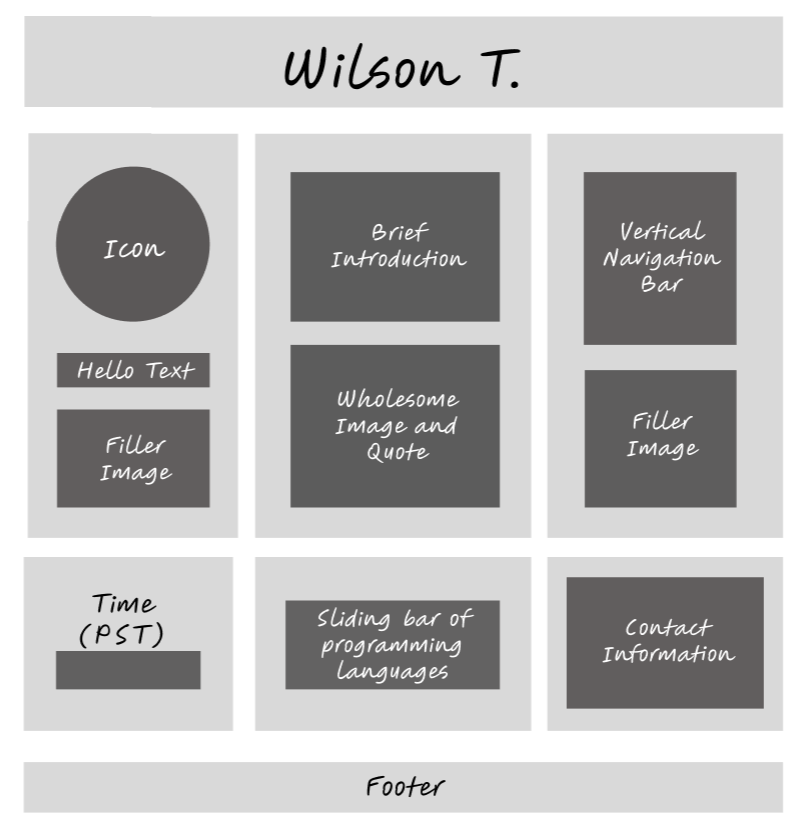 Wilson T.
Icon
Hello Text
Filler
Image
Brief
Introduction
Wholesome
Image and
Quote
Vertical
Navigation
Bar
Filler
Image
Time
(PST)
Sliding bar of
programming
languages
Contact
Information
Footer